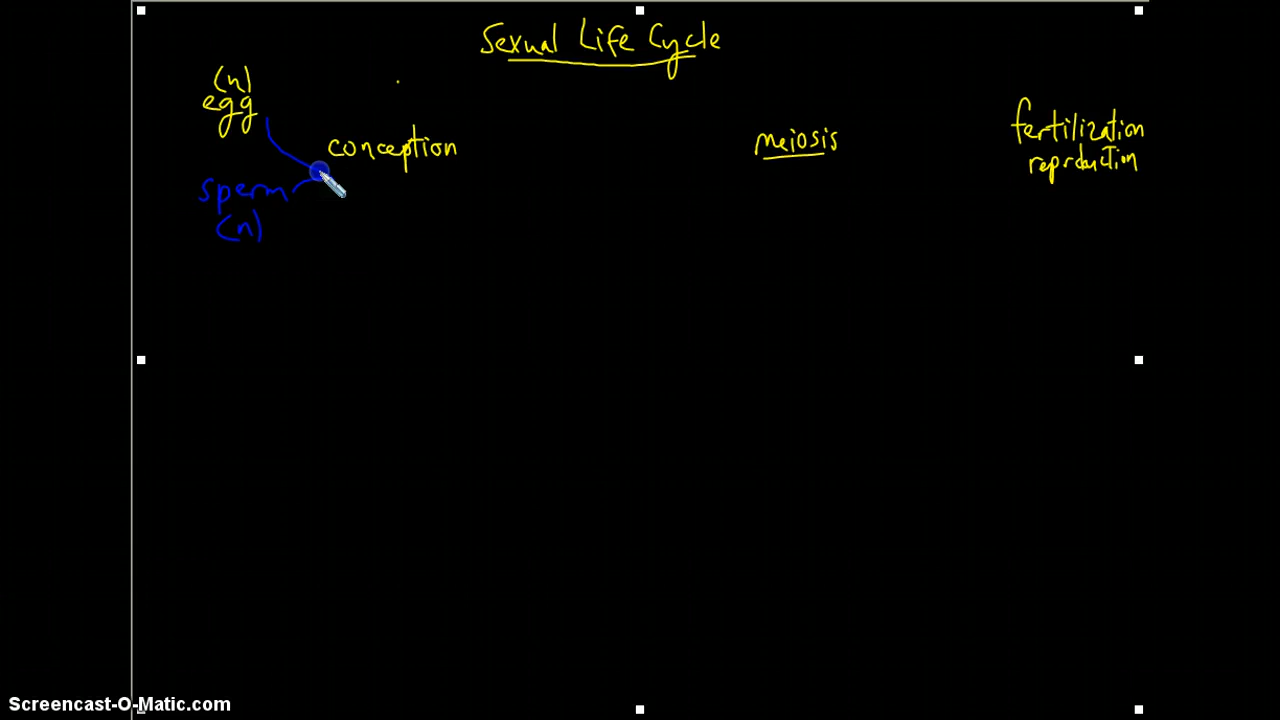 Sexual Life Cycle
(n)
egg
conception
meiosis
fertilization
reproduction
sperm
(n)
Screencast-O-Matic.com